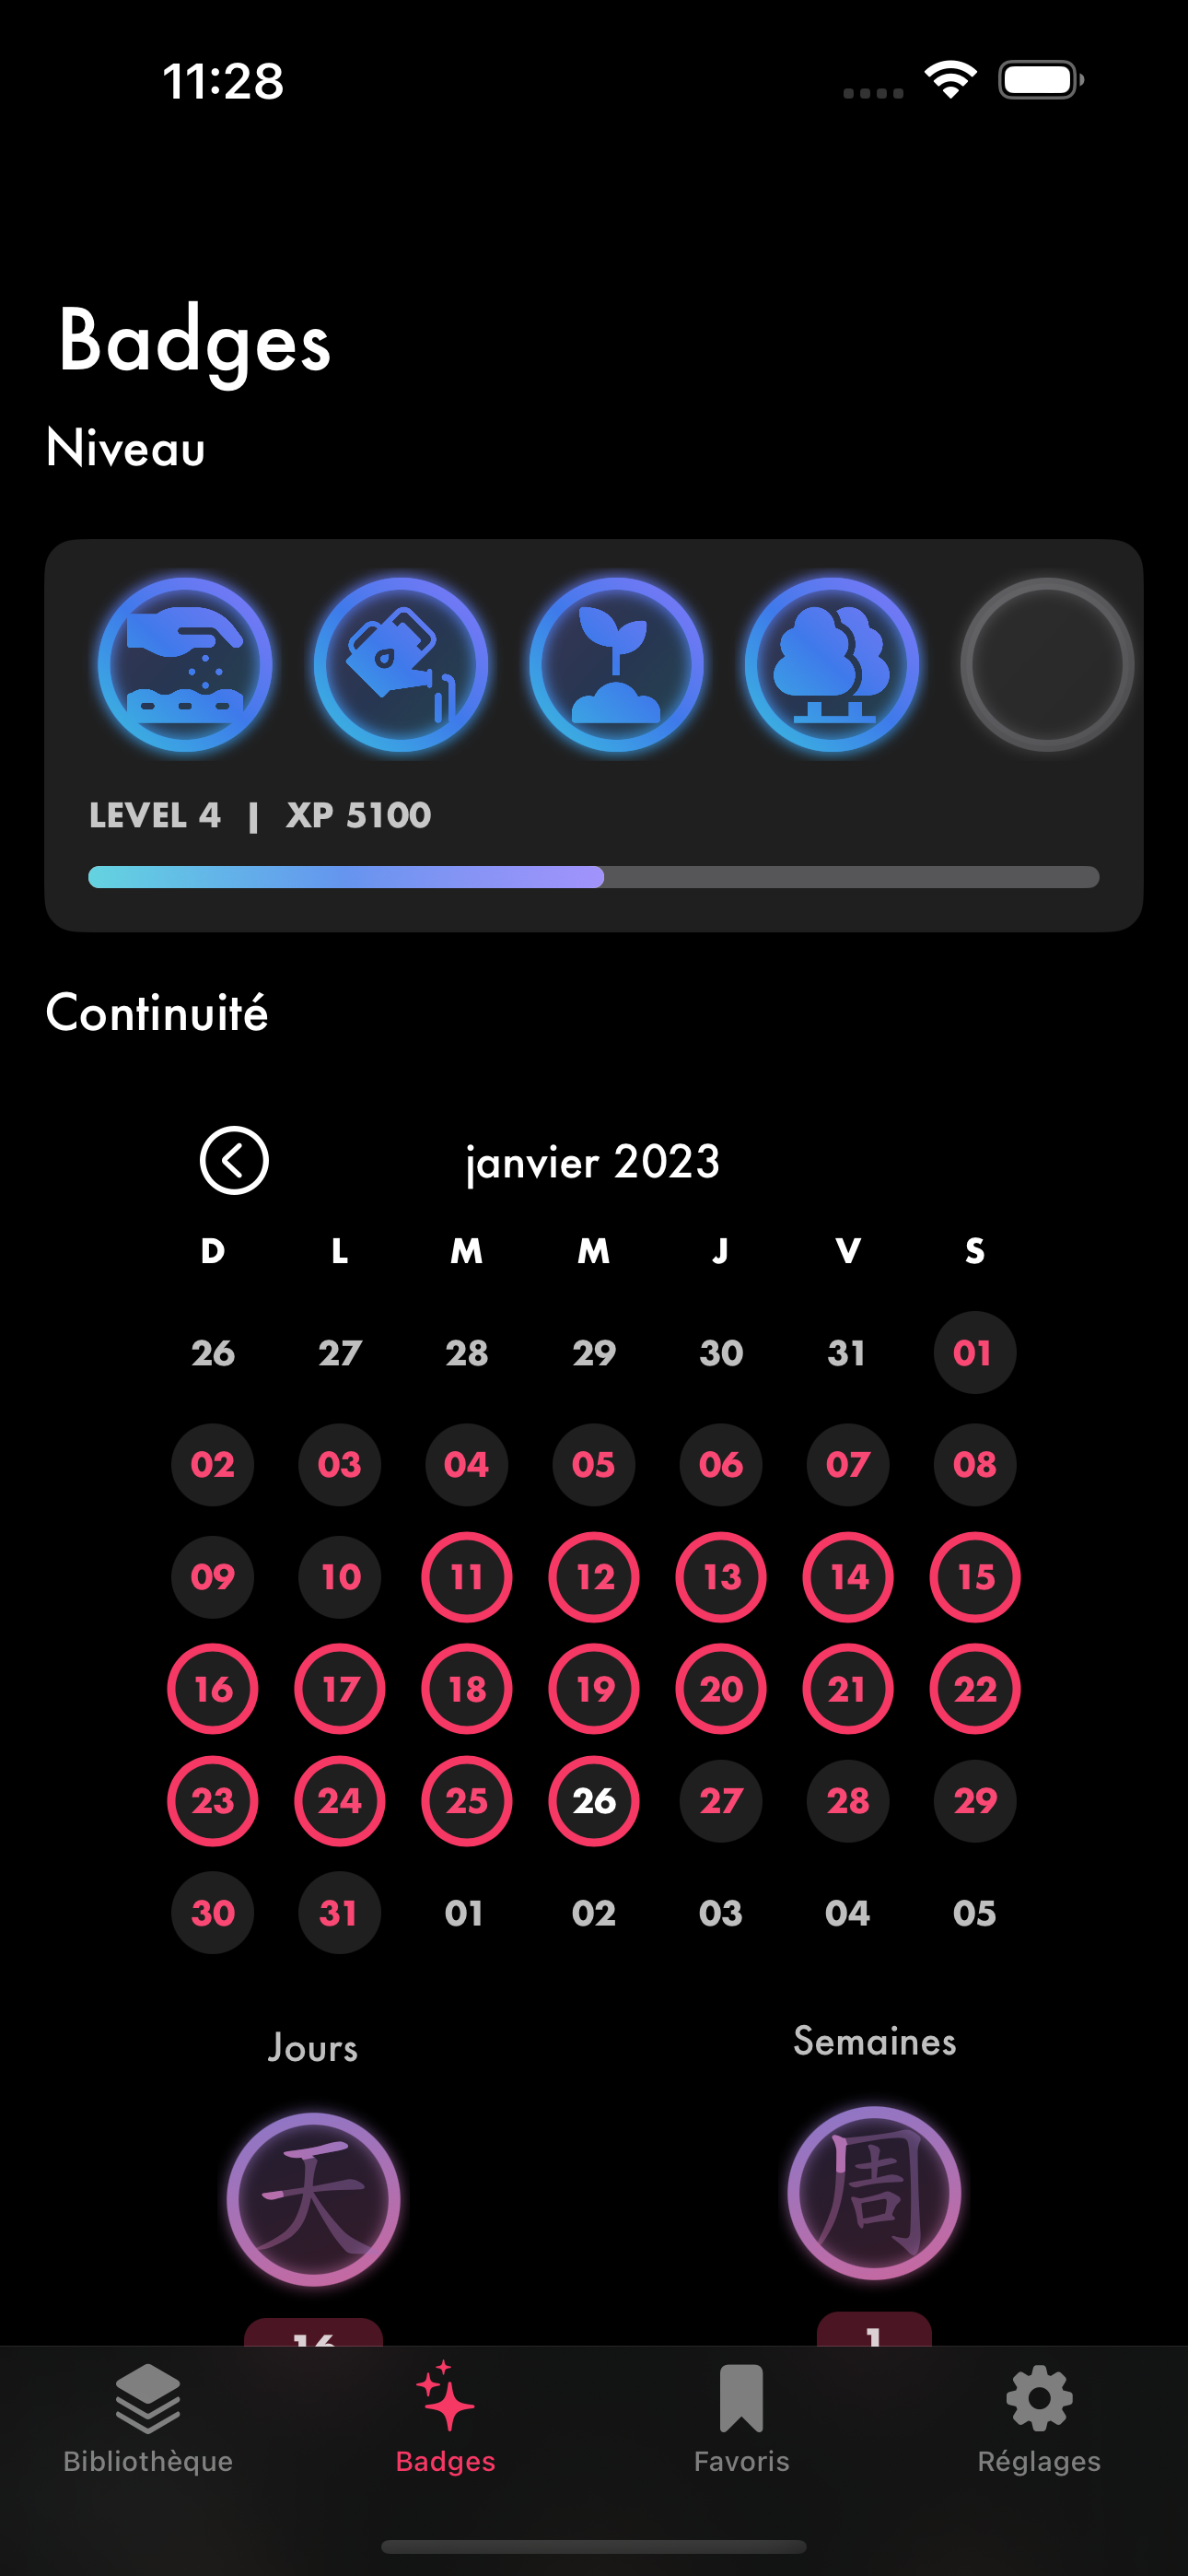 11:28
Badges
Niveau
LEVEL 4 | XP 5100
Continuité
janvier 2023
D L M M J V S
26 27 28 29 30 31 01
02 03 04 05 06 07 08
09 10 11 12 13 14 15
16 17 18 19 20 21 22
23 24 25 26 27 28 29
30 31 01 02 03 04 05
Jours Semaines
天 周
16 1
Bibliothèque Badges Favoris Réglages